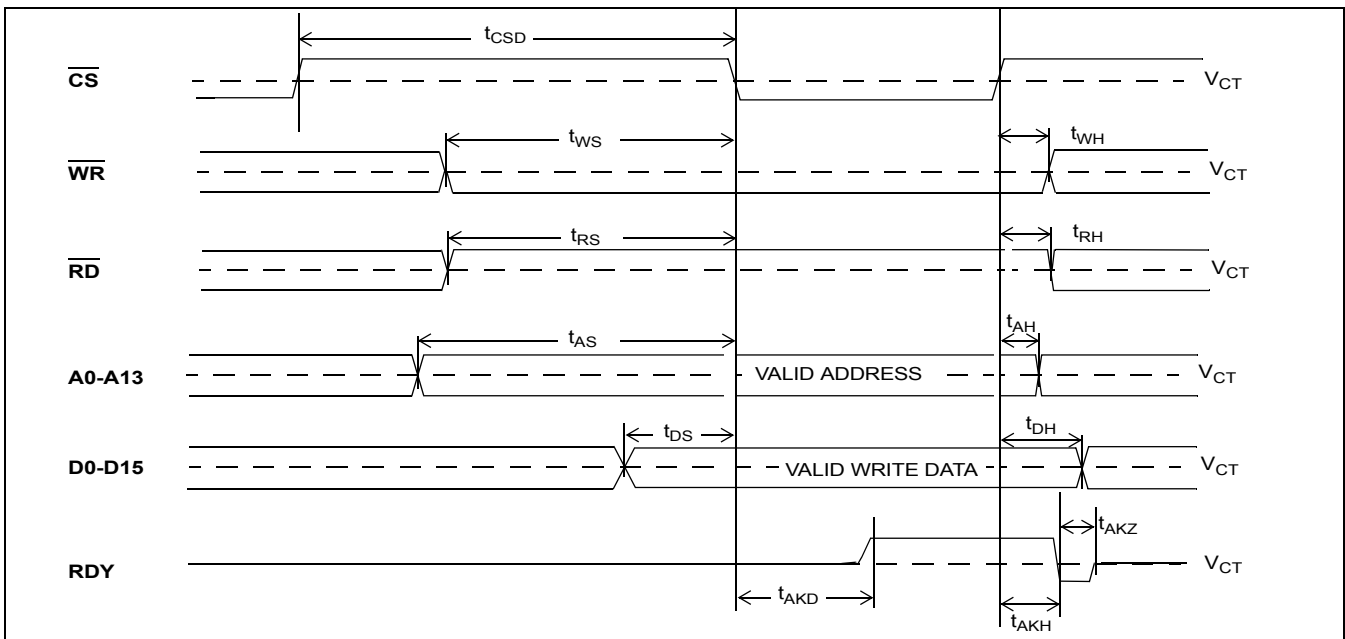 tCSD
CS VCT
tWS tWH
WR VCT
tRS tRH
RD VCT
tAS tAH
A0-A13 VALID ADDRESS VCT
tDS tDH
D0-D15 VALID WRITE DATA VCT
tAKZ
RDY VCT
tAKD tAKH